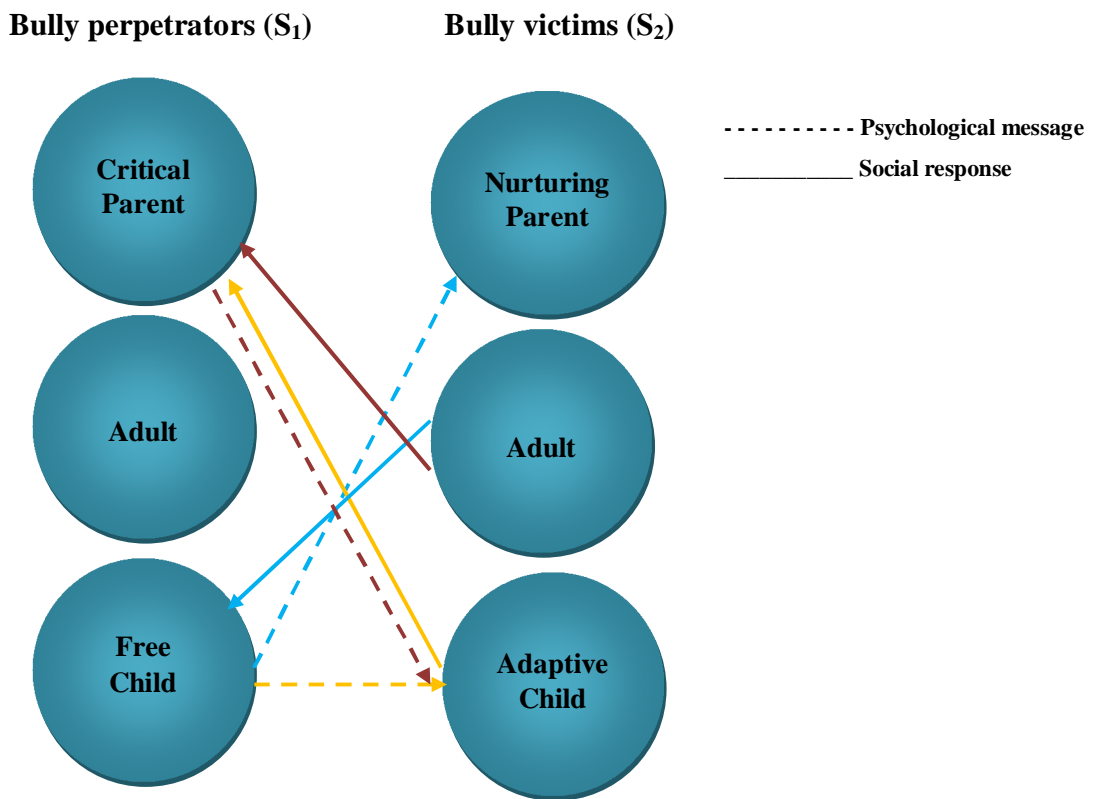 Bully perpetrators (S₁)
Bully victims (S₂)
- - - - - - - - - - Psychological message
___________ Social response
Critical
Parent
Nurturing
Parent
Adult
Adult
Free
Child
Adaptive
Child